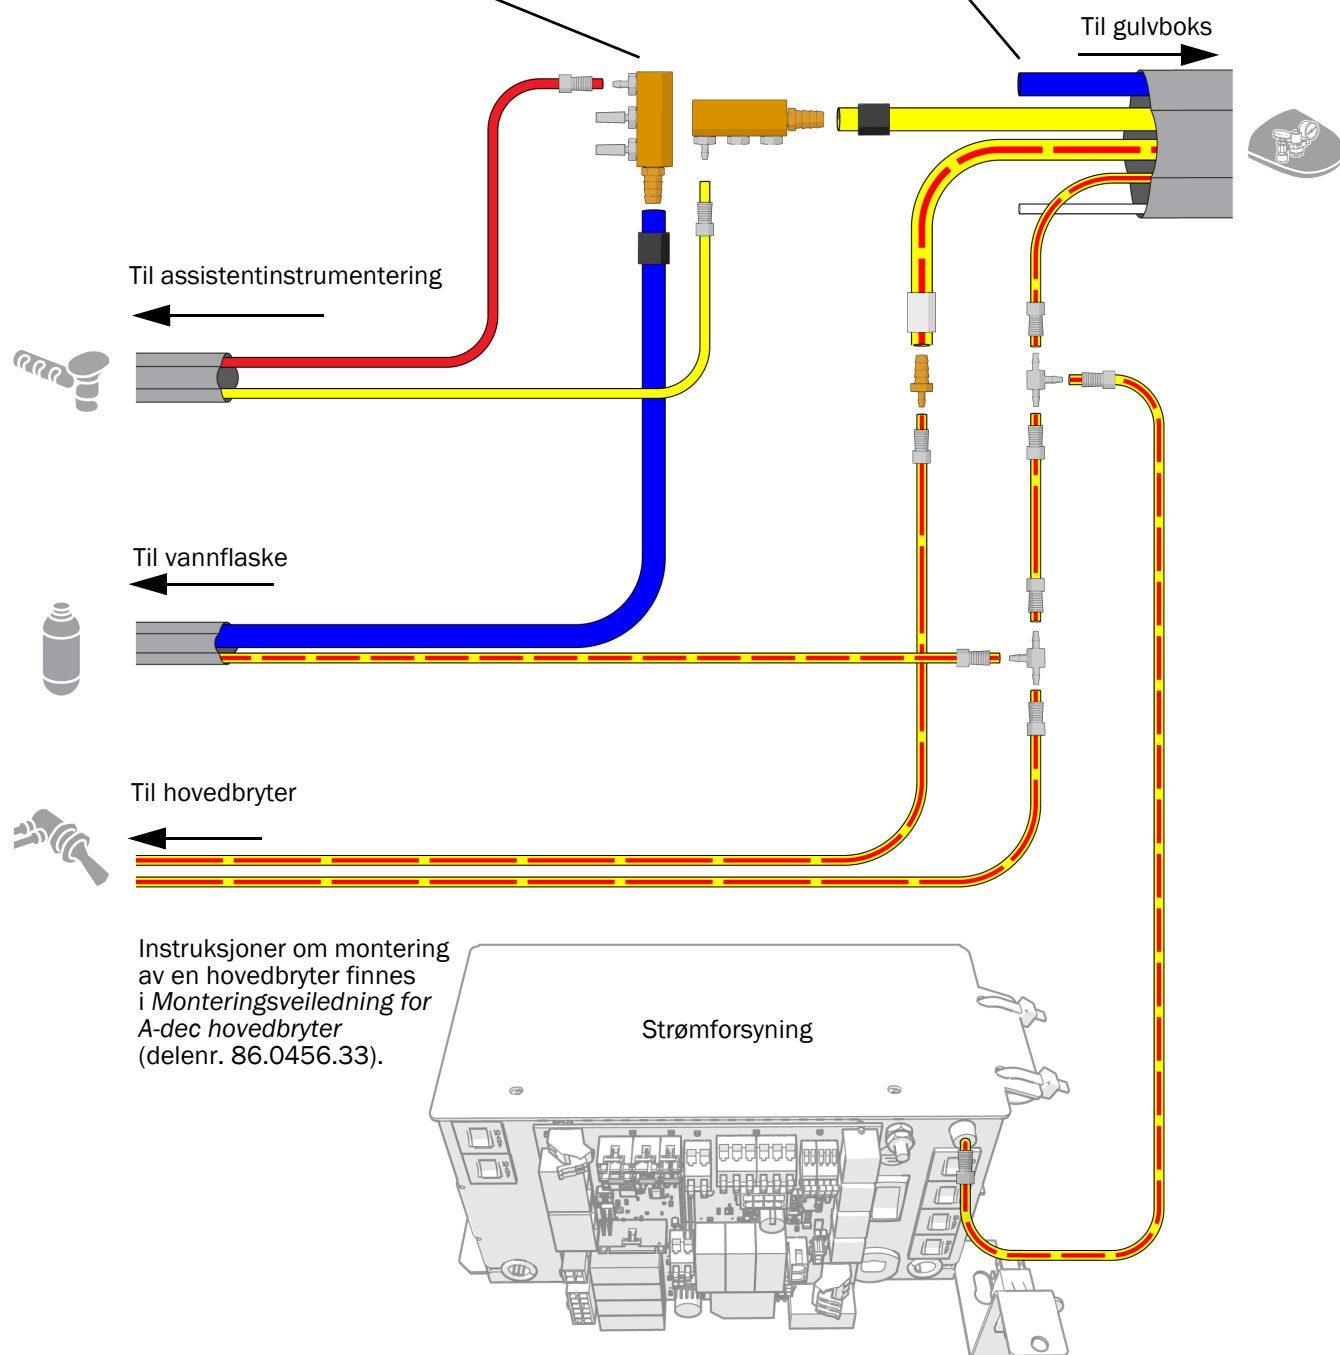 Til gulvboks
Til assistentinstrumentering
Til vannflaske
Til hovedbryter
Instruksjoner om montering
av en hovedbryter finnes
i Monteringsveiledning for
A-dec hovedbryter
(delenr. 86.0456.33).
Strømforsyning